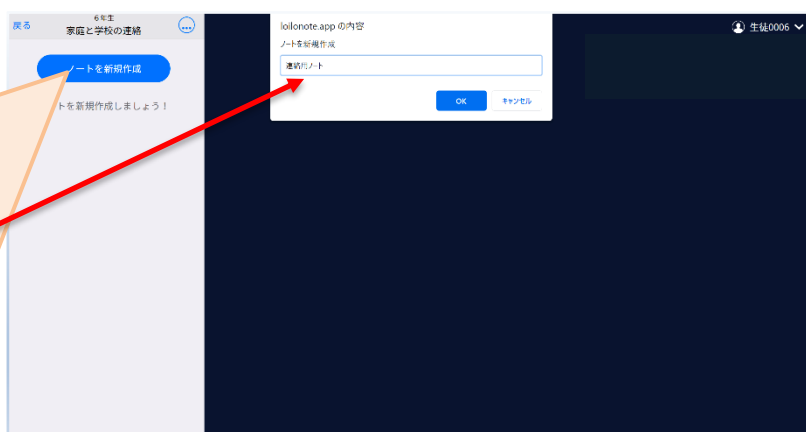 戻る
6年生
家庭と学校の連絡
ノートを新規作成
トを新規作成しましょう！
loilonote.app の内容
ノートを新規作成
連絡用ノート
OK
キャンセル
生徒0006